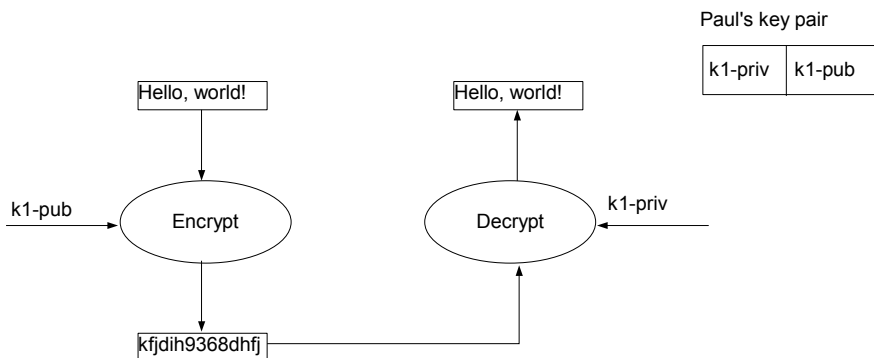 Paul's key pair
k1-priv
k1-pub
Hello, world!
Hello, world!
k1-pub
Encrypt
Decrypt
k1-priv
kfjdih9368dhfj